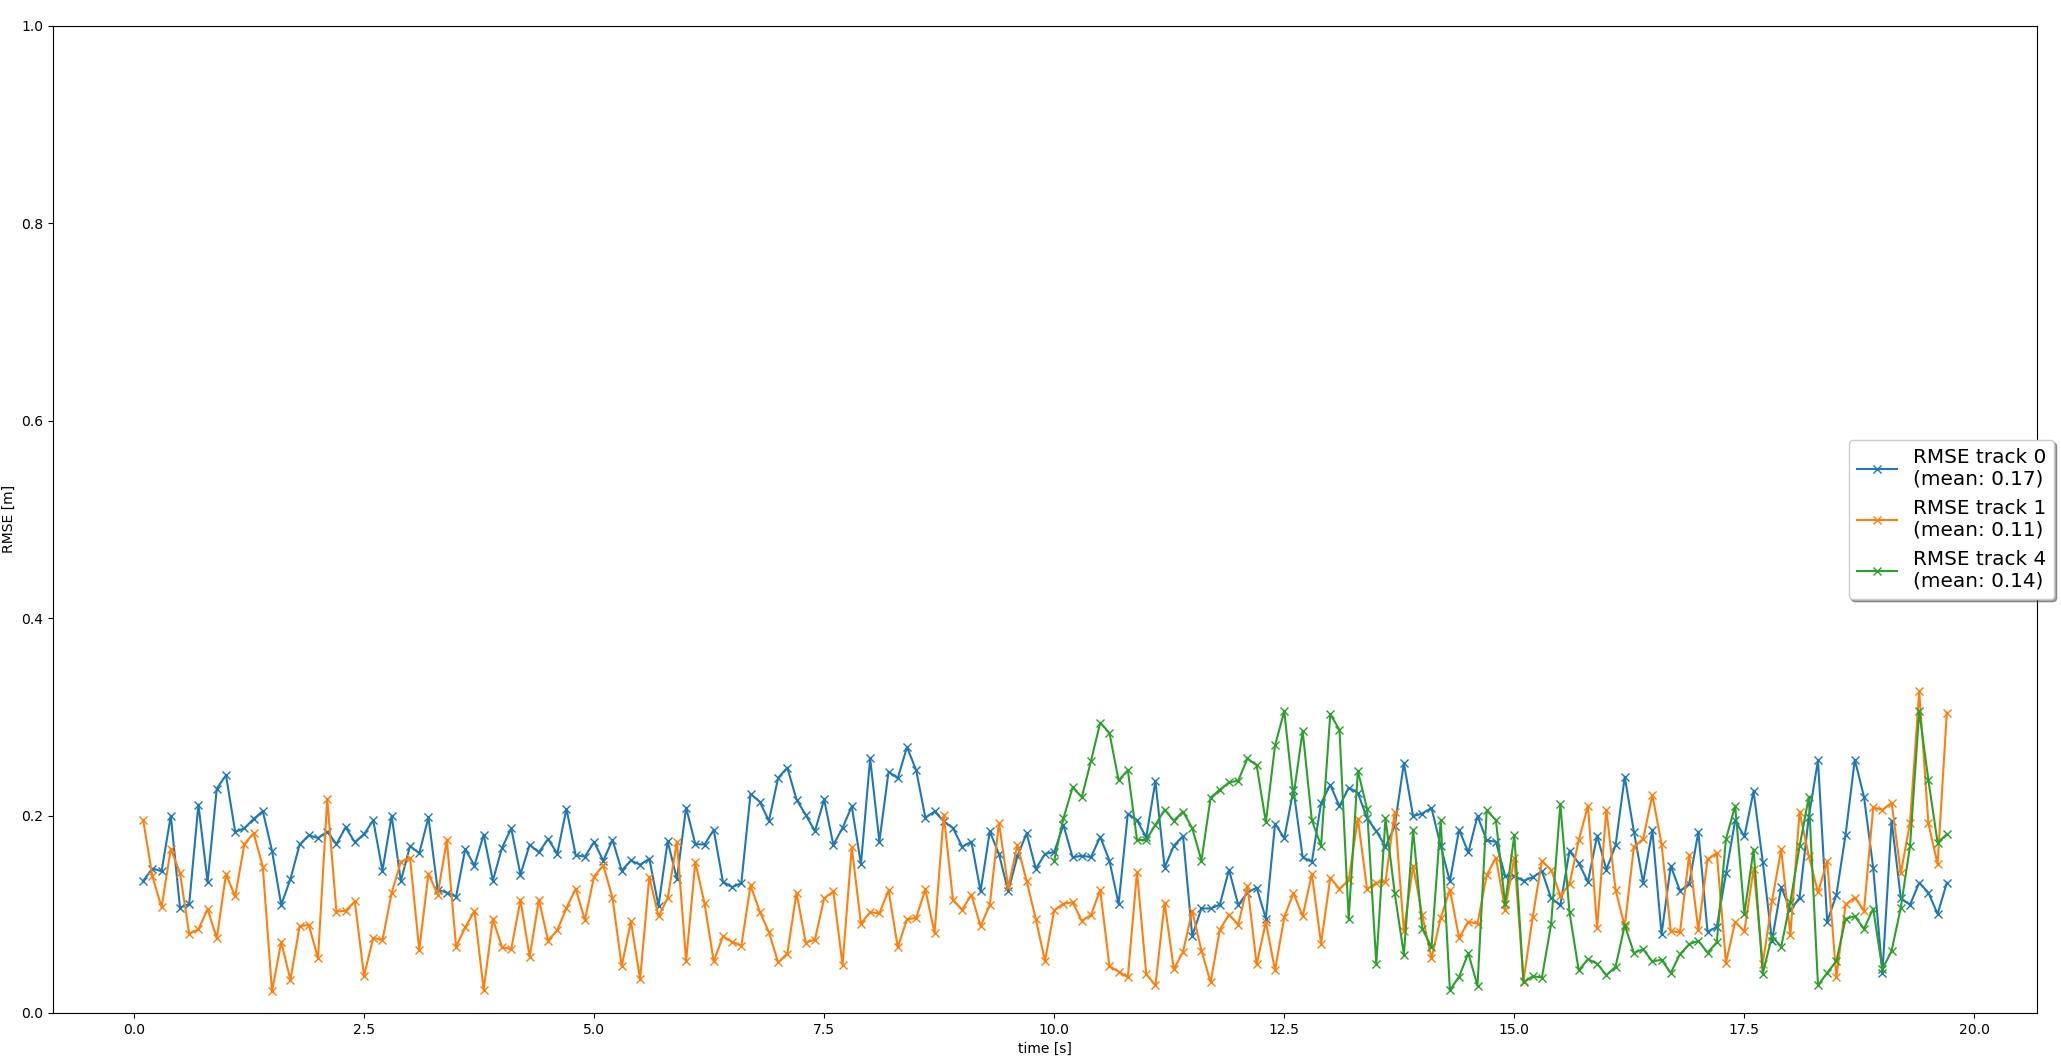 1.0
0.8
0.6
0.4
0.2
0.0
RMSE [m]
RMSE track 0
(mean: 0.17)
RMSE track 1
(mean: 0.11)
RMSE track 4
(mean: 0.14)
0.0 2.5 5.0 7.5 10.0 12.5 15.0 17.5 20.0
time [s]